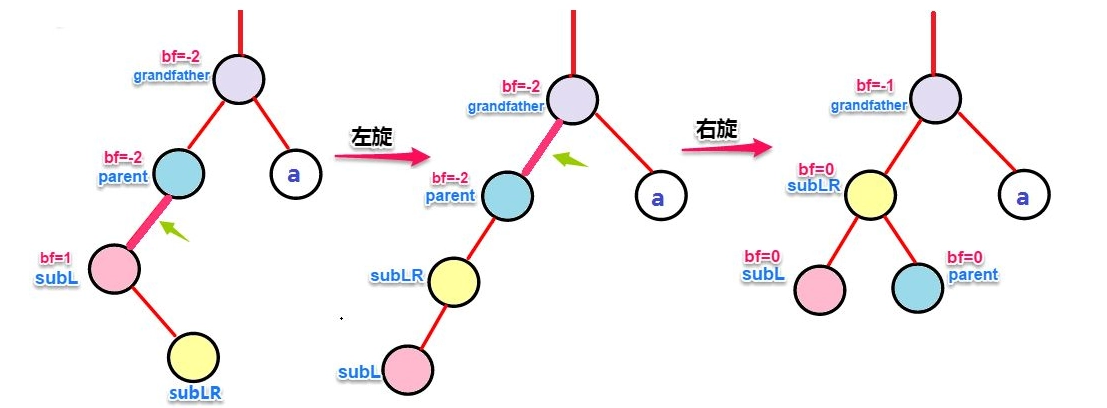 bf=-2
grandfather
bf=-2
parent
a
bf=1
subL
subLR
左旋
bf=-2
grandfather
bf=-2
parent
a
subLR
subL
右旋
bf=-1
grandfather
bf=0
subLR
a
bf=0
subL
bf=0
parent